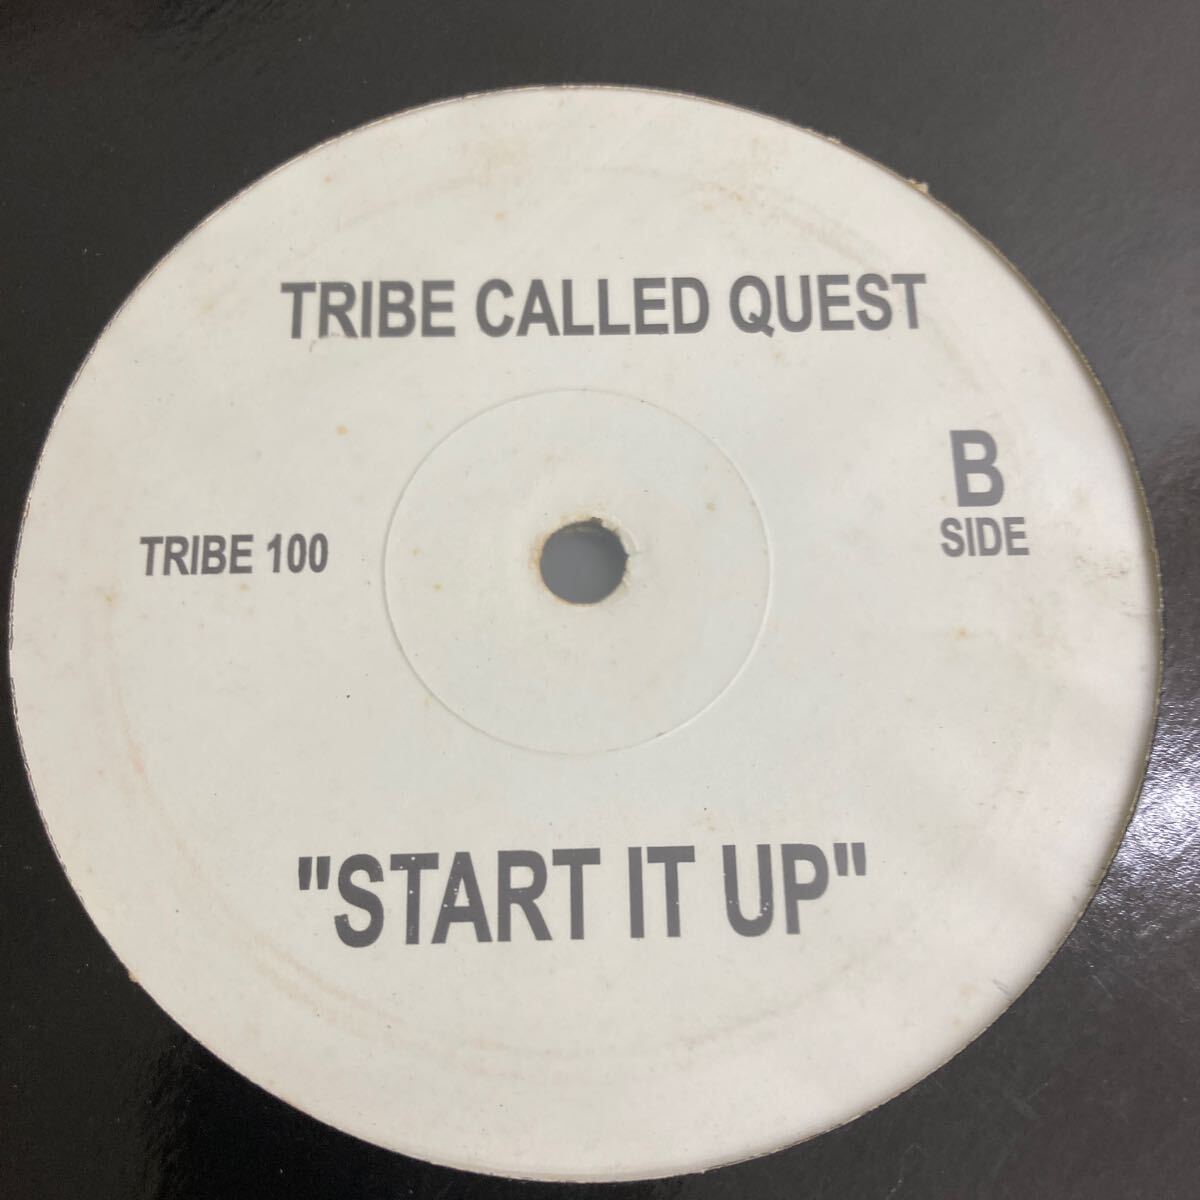 TRIBE CALLED QUEST
B
SIDE
TRIBE 100
"START IT UP"